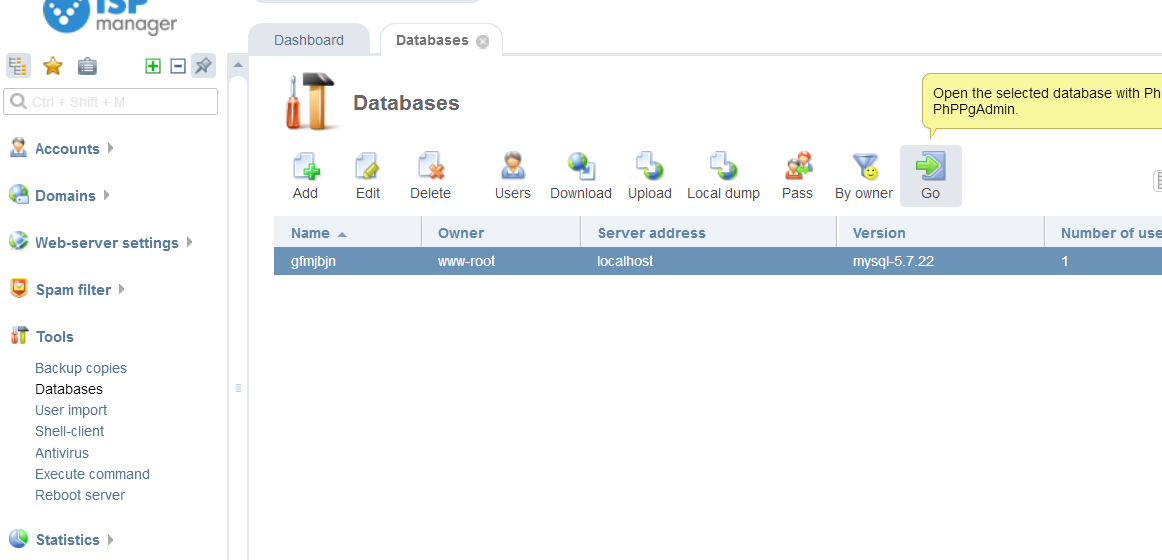 ISP
manager
Dashboard
Databases
Ctrl + Shift + M
Accounts
Domains
Web-server settings
Spam filter
Tools
Backup copies
Databases
User import
Shell-client
Antivirus
Execute command
Reboot server
Statistics
Databases
Open the selected database with Ph
PhPPgAdmin.
Add
Edit
Delete
Users
Download
Upload
Local dump
Pass
By owner
Go
Name
Owner
Server address
Version
Number of use
gfmjbjn
www-root
localhost
mysql-5.7.22
1